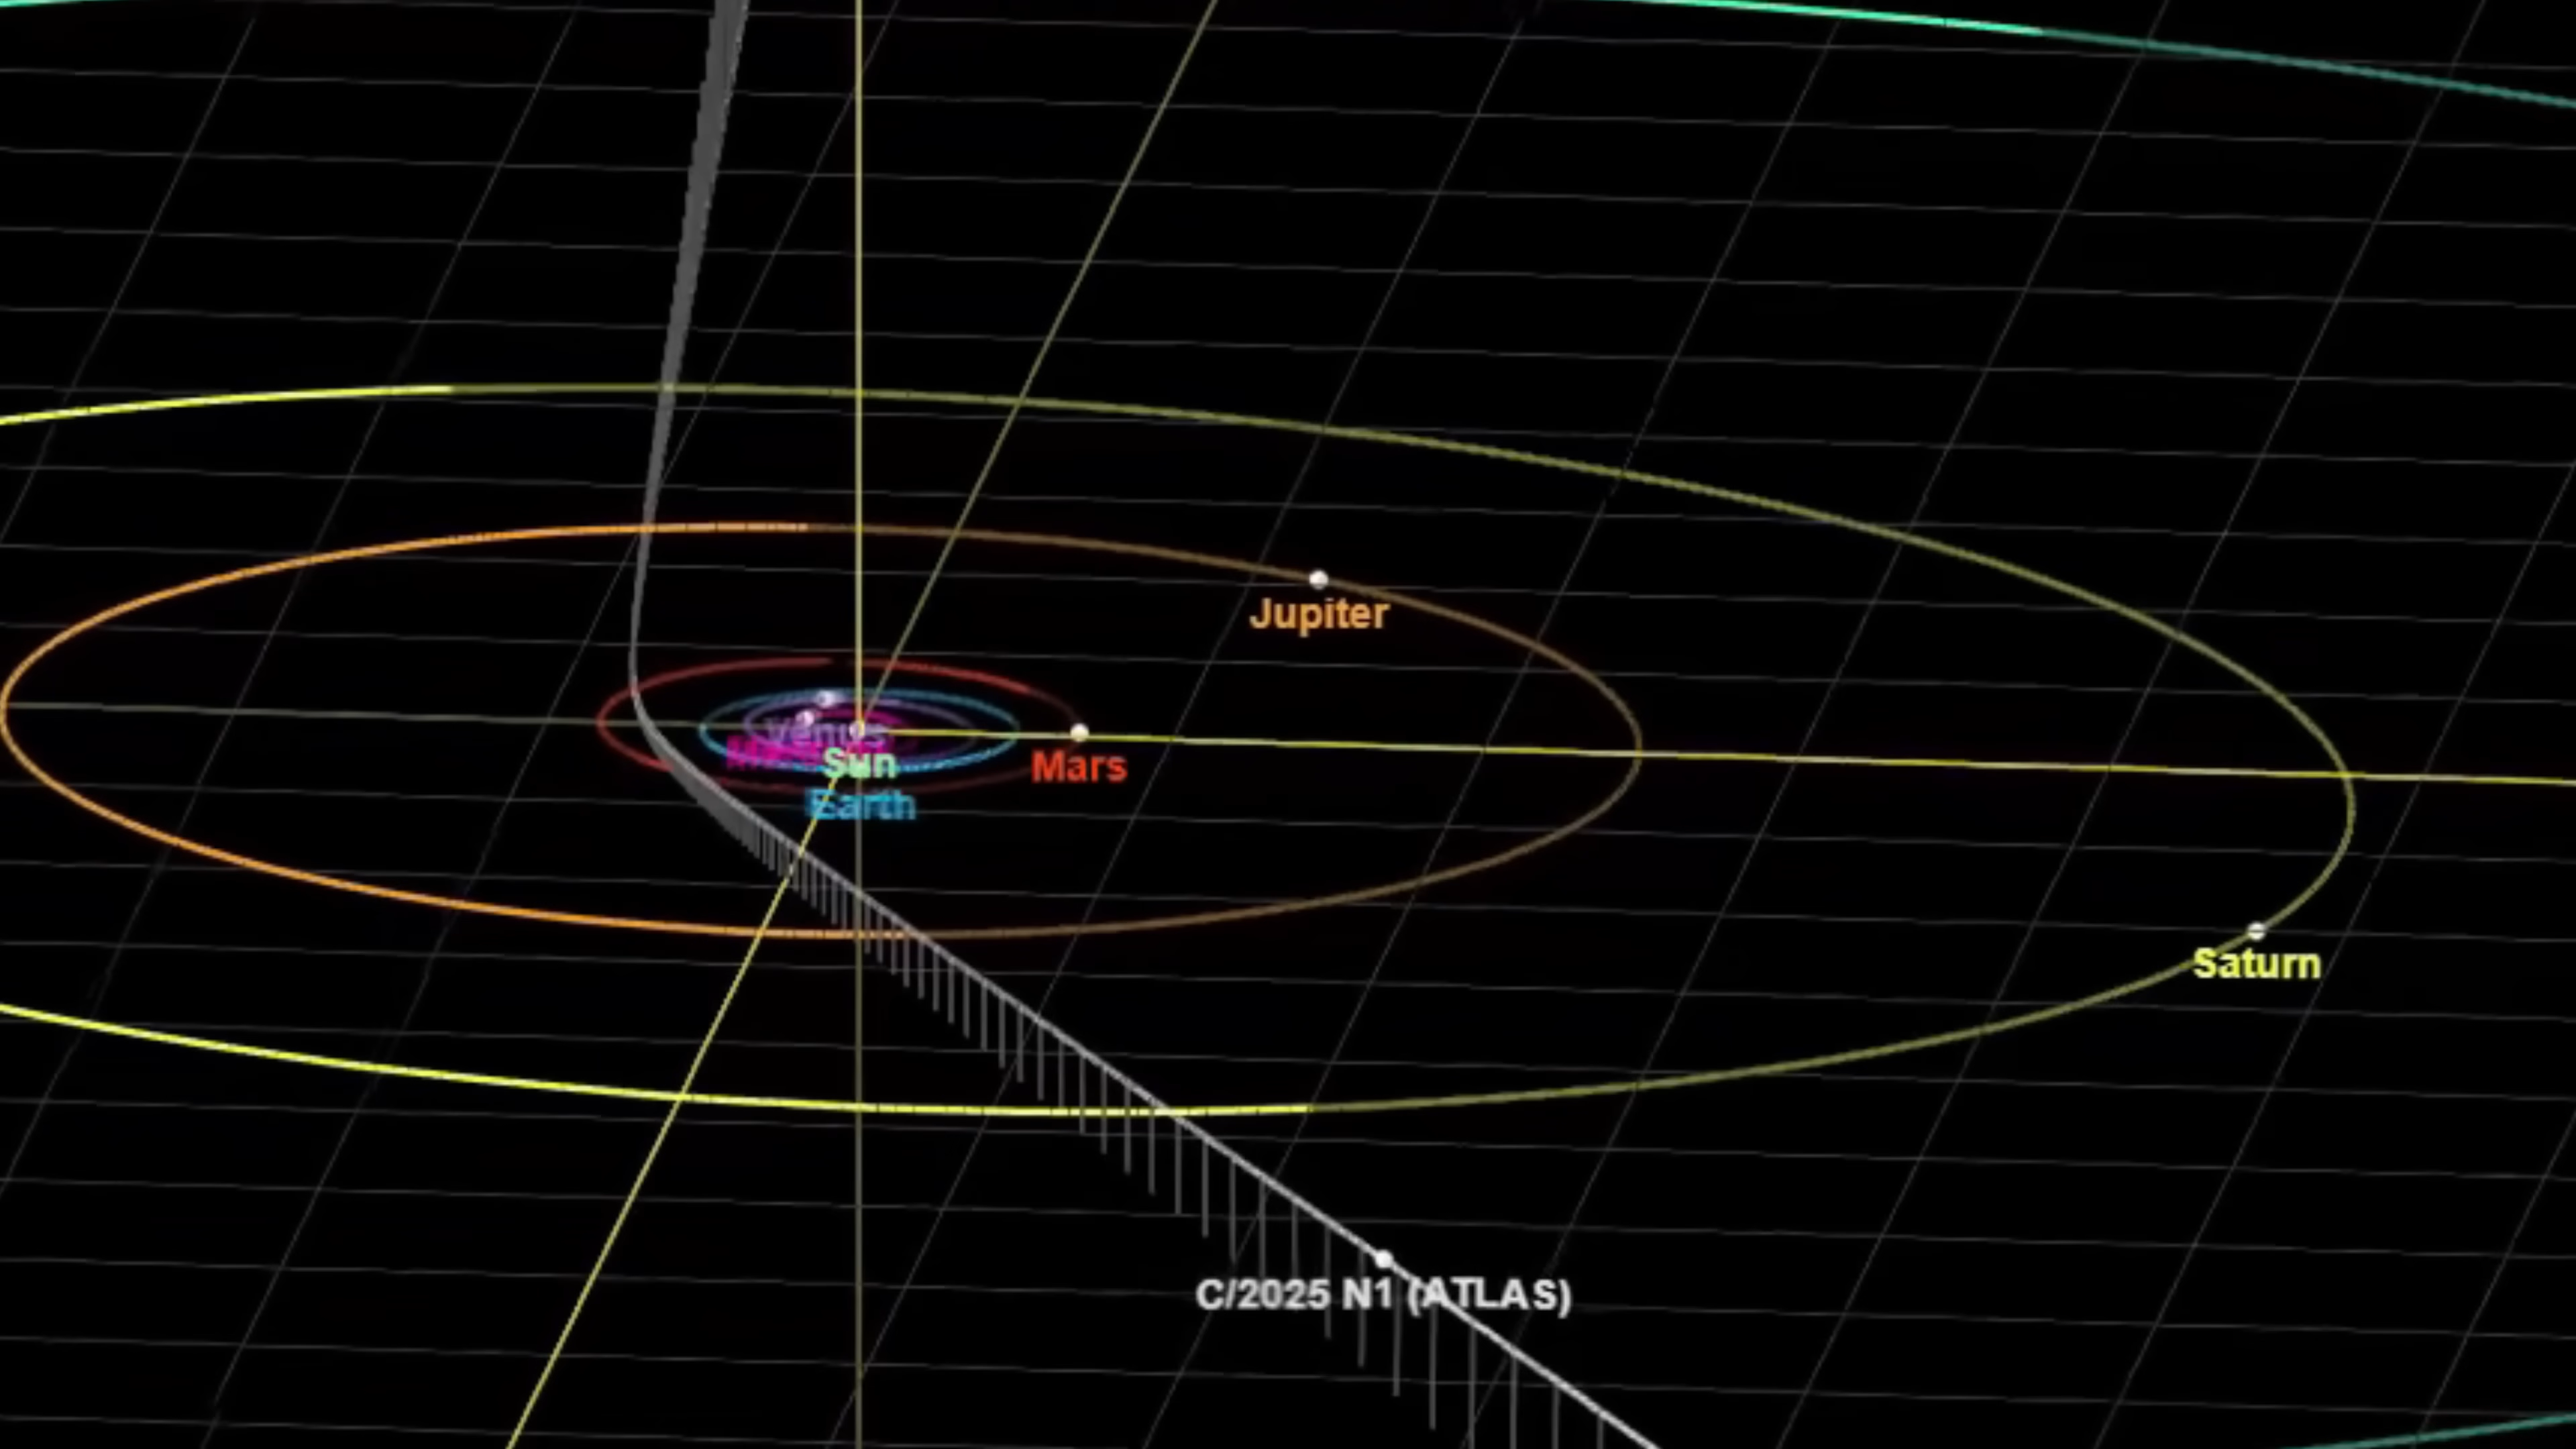 Jupiter
Venus
Sun
Mars
Earth
Saturn
C/2025 N1 (ATLAS)